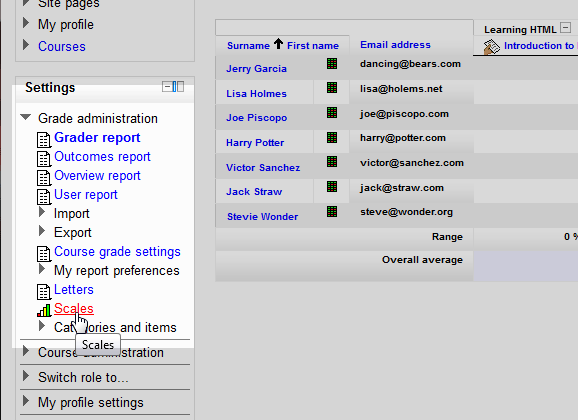 Site pages
My profile
Courses
Settings
Grade administration
Grader report
Outcomes report
Overview report
User report
Import
Export
Course grade settings
My report preferences
Letters
Scales
Categories and items
Scales
Course administration
Switch role to...
My profile settings
Learning HTML
Surname First name Email address Introduction to
Jerry Garcia dancing@bears.com
Lisa Holmes lisa@holems.net
Joe Piscopo joe@piscopo.com
Harry Potter harry@potter.com
Victor Sanchez victor@sanchez.com
Jack Straw jack@straw.com
Stevie Wonder steve@wonder.org
Range 0 %
Overall average